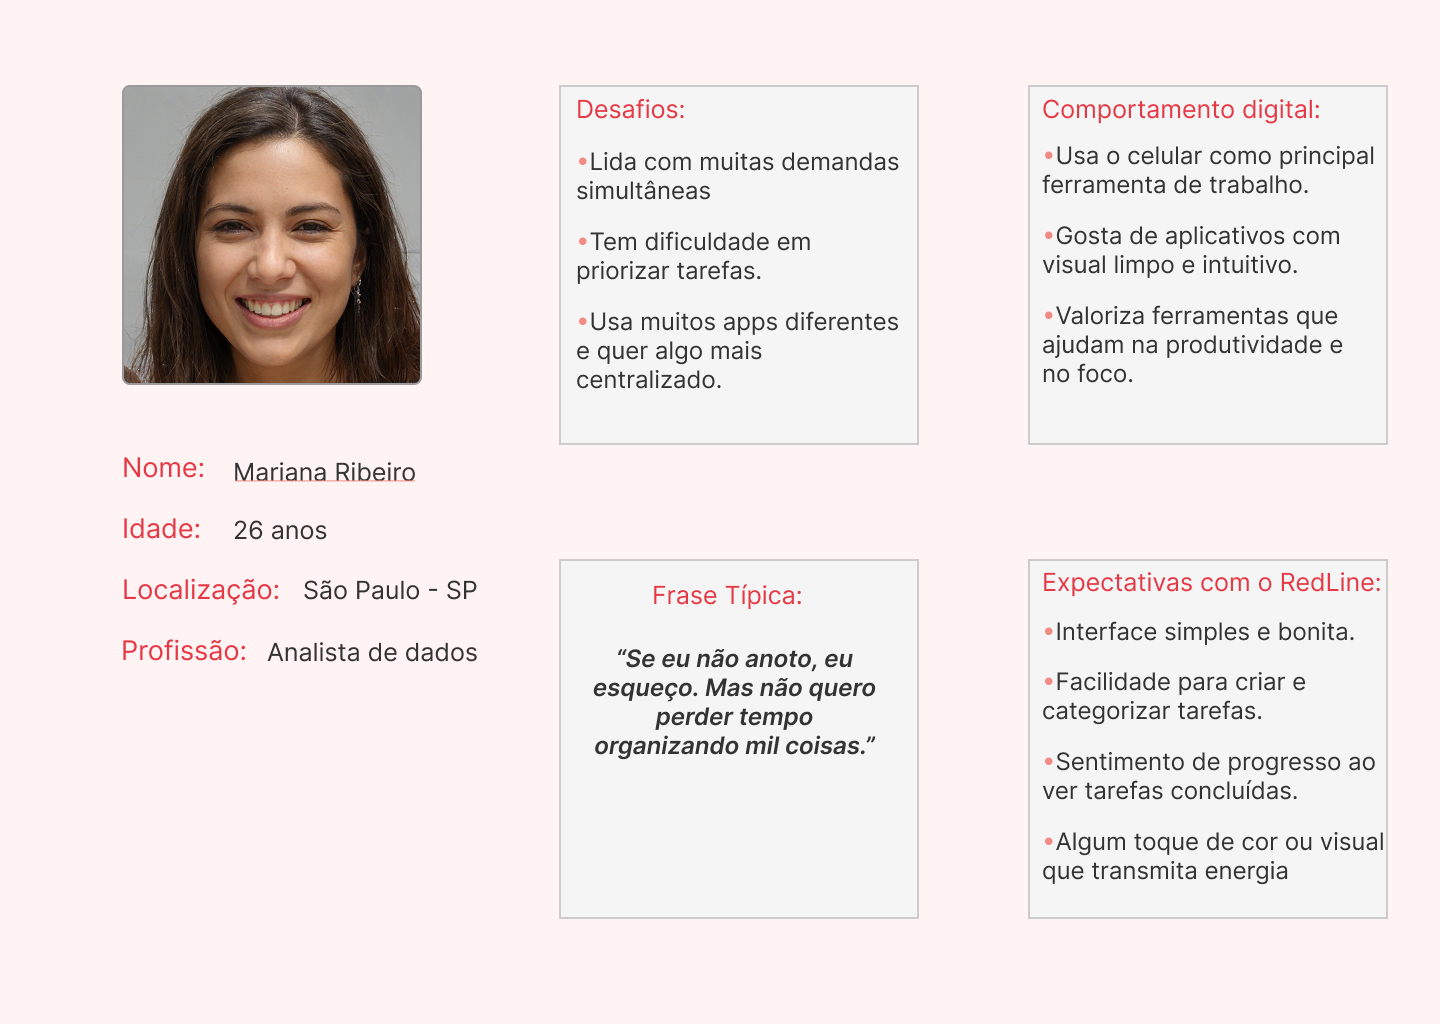 Nome: Mariana Ribeiro
Idade: 26 anos
Localização: São Paulo - SP
Profissão: Analista de dados
Desafios:
•Lida com muitas demandas
simultâneas
•Tem dificuldade em
priorizar tarefas.
•Usa muitos apps diferentes
e quer algo mais
centralizado.
Comportamento digital:
•Usa o celular como principal
ferramenta de trabalho.
•Gosta de aplicativos com
visual limpo e intuitivo.
•Valoriza ferramentas que
ajudam na produtividade e
no foco.
Frase Típica:
“Se eu não anoto, eu
esqueço. Mas não quero
perder tempo
organizando mil coisas.”
Expectativas com o RedLine:
•Interface simples e bonita.
•Facilidade para criar e
categorizar tarefas.
•Sentimento de progresso ao
ver tarefas concluídas.
•Algum toque de cor ou visual
que transmita energia